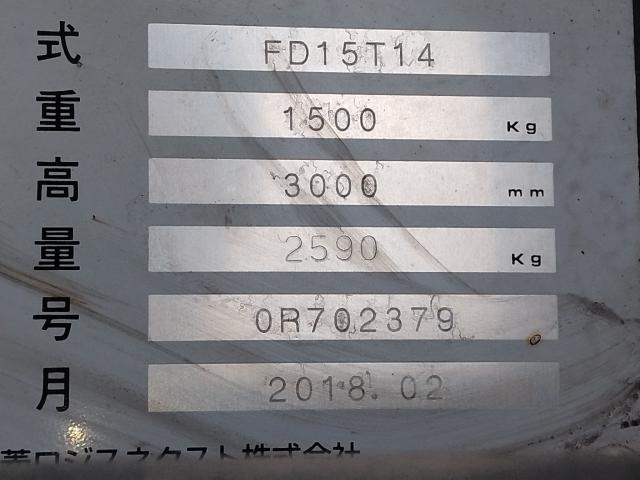 式 FD15T14
重 1500 Kg
高 3000 mm
量 2590 Kg
号 0R702379
月 2018.02
菱ロジスネクスト株式会社